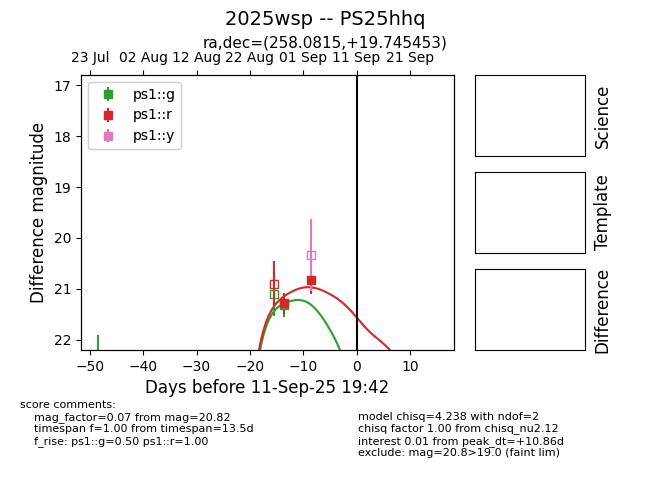 2025wsp -- PS25hhq
ra,dec=(258.0815,+19.745453)
23 Jul 02 Aug 12 Aug 22 Aug 01 Sep 11 Sep 21 Sep
ps1::g
ps1::r
ps1::y
17
18
19
20
21
22
Difference magnitude
−50 −40 −30 −20 −10 0 10
Days before 11-Sep-25 19:42
Science
Template
Difference
score comments:
mag_factor=0.07 from mag=20.82
timespan f=1.00 from timespan=13.5d
f_rise: ps1::g=0.50 ps1::r=1.00
model chisq=4.238 with ndof=2
chisq factor 1.00 from chisq_nu2.12
interest 0.01 from peak_dt=+10.86d
exclude: mag=20.8>19.0 (faint lim)